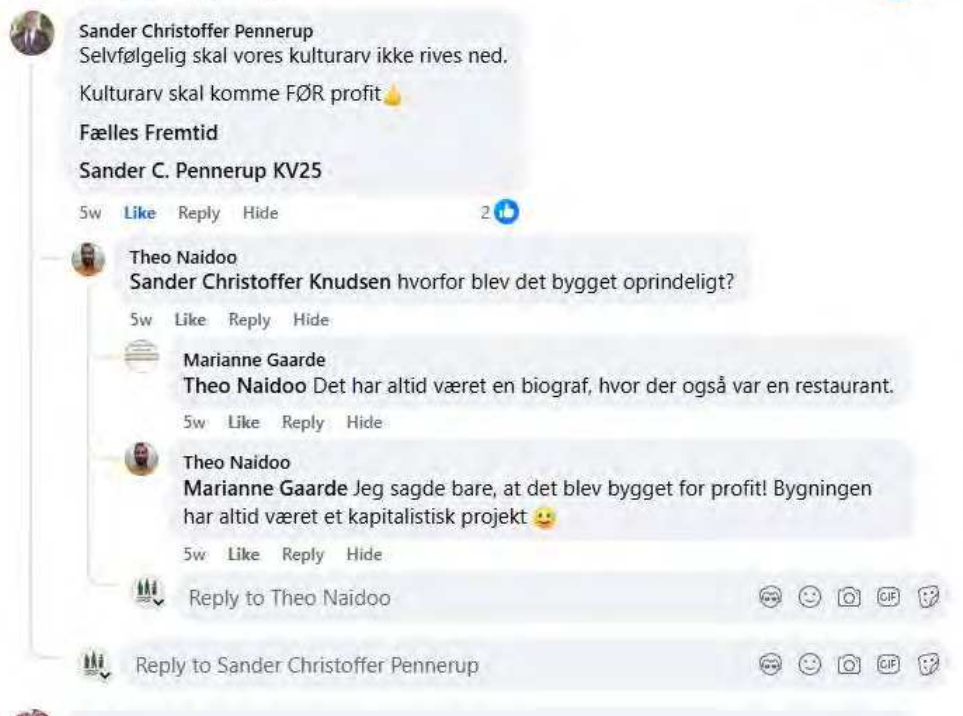 Sander Christoffer Pennerup
Selvfølgelig skal vores kulturarv ikke rives ned.
Kulturarv skal komme FØR profit
Fælles Fremtid
Sander C. Pennerup KV25
5w Like Reply Hide 2
Theo Naidoo
Sander Christoffer Knudsen hvorfor blev det bygget oprindeligt?
5w Like Reply Hide
Marianne Gaarde
Theo Naidoo Det har altid været en biograf, hvor der også var en restaurant.
5w Like Reply Hide
Theo Naidoo
Marianne Gaarde Jeg sagde bare, at det blev bygget for profit! Bygningen
har altid været et kapitalistisk projekt
5w Like Reply Hide
Reply to Theo Naidoo
GIF
Reply to Sander Christoffer Pennerup
GIF